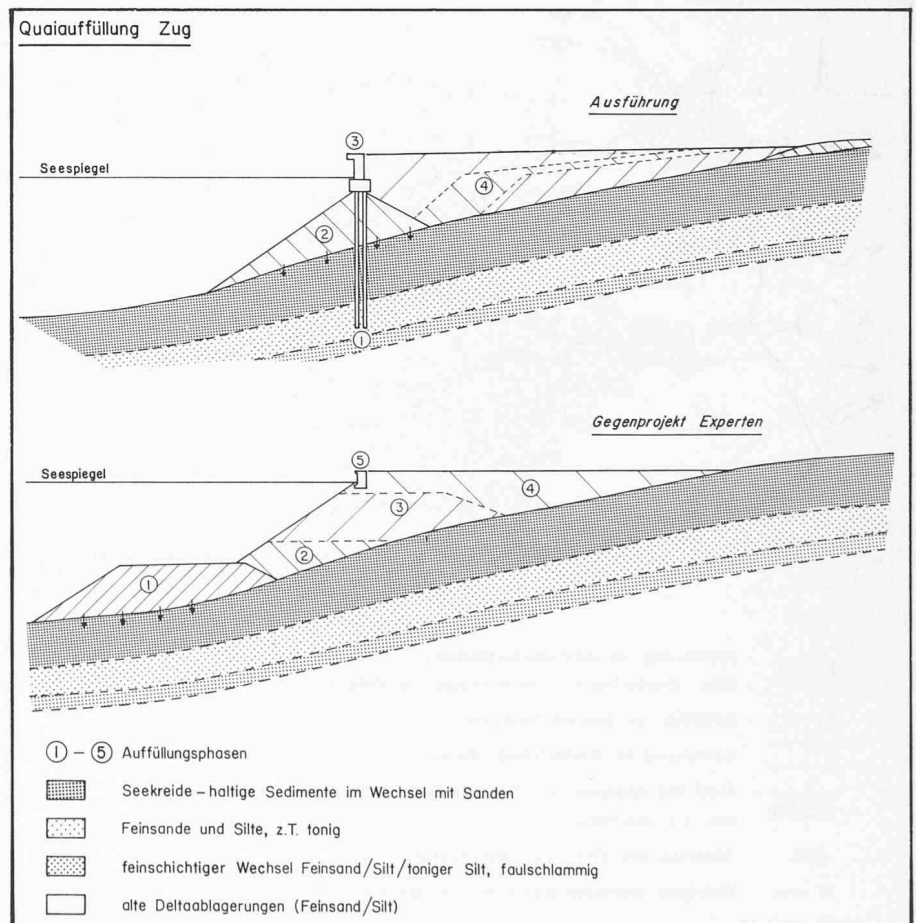 Quaiauffüllung Zug
Ausführung
③
Seespiegel
④
②
①
Gegenprojekt Experten
⑤
Seespiegel
④
③
②
①
① – ⑤ Auffüllungsphasen
Seekreide – haltige Sedimente im Wechsel mit Sanden
Feinsande und Silte, z.T. tonig
feinschichtiger Wechsel Feinsand/Silt/toniger Silt, faulschlammig
alte Deltaablagerungen (Feinsand/Silt)